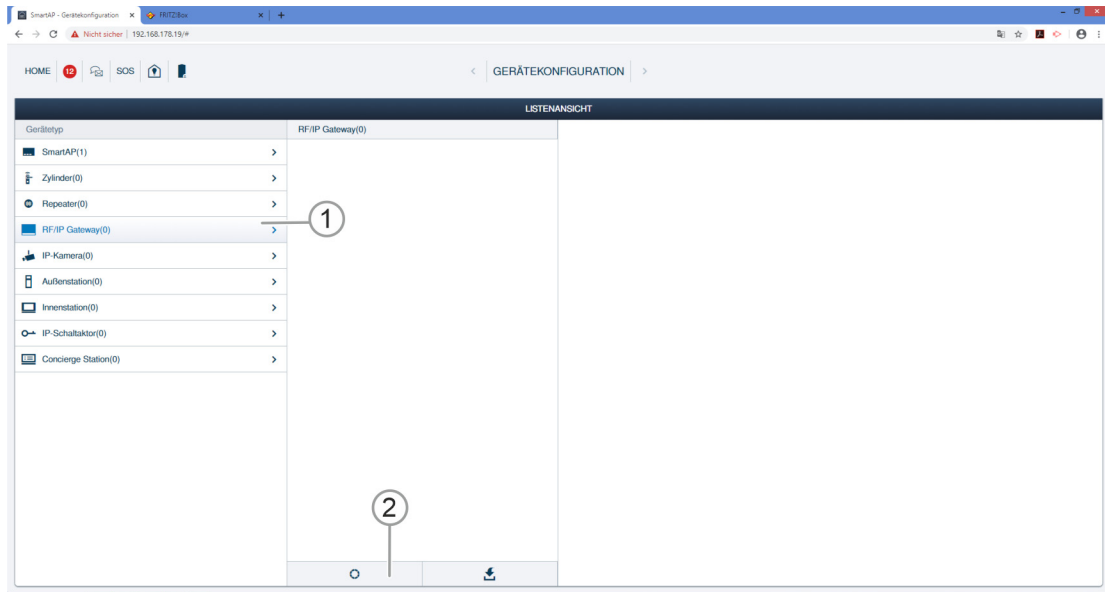 SmartAP - Gerätekonfiguration
FRITZ!Box
Nicht sicher | 192.168.178.19/#
HOME 12 SOS GERÄTEKONFIGURATION
LISTENANSICHT
Gerätetyp RF/IP Gateway(0)
SmartAP(1)
Zylinder(0)
Repeater(0)
1
RF/IP Gateway(0)
IP-Kamera(0)
Außenstation(0)
Innenstation(0)
IP-Schaltaktor(0)
Concierge Station(0)
2